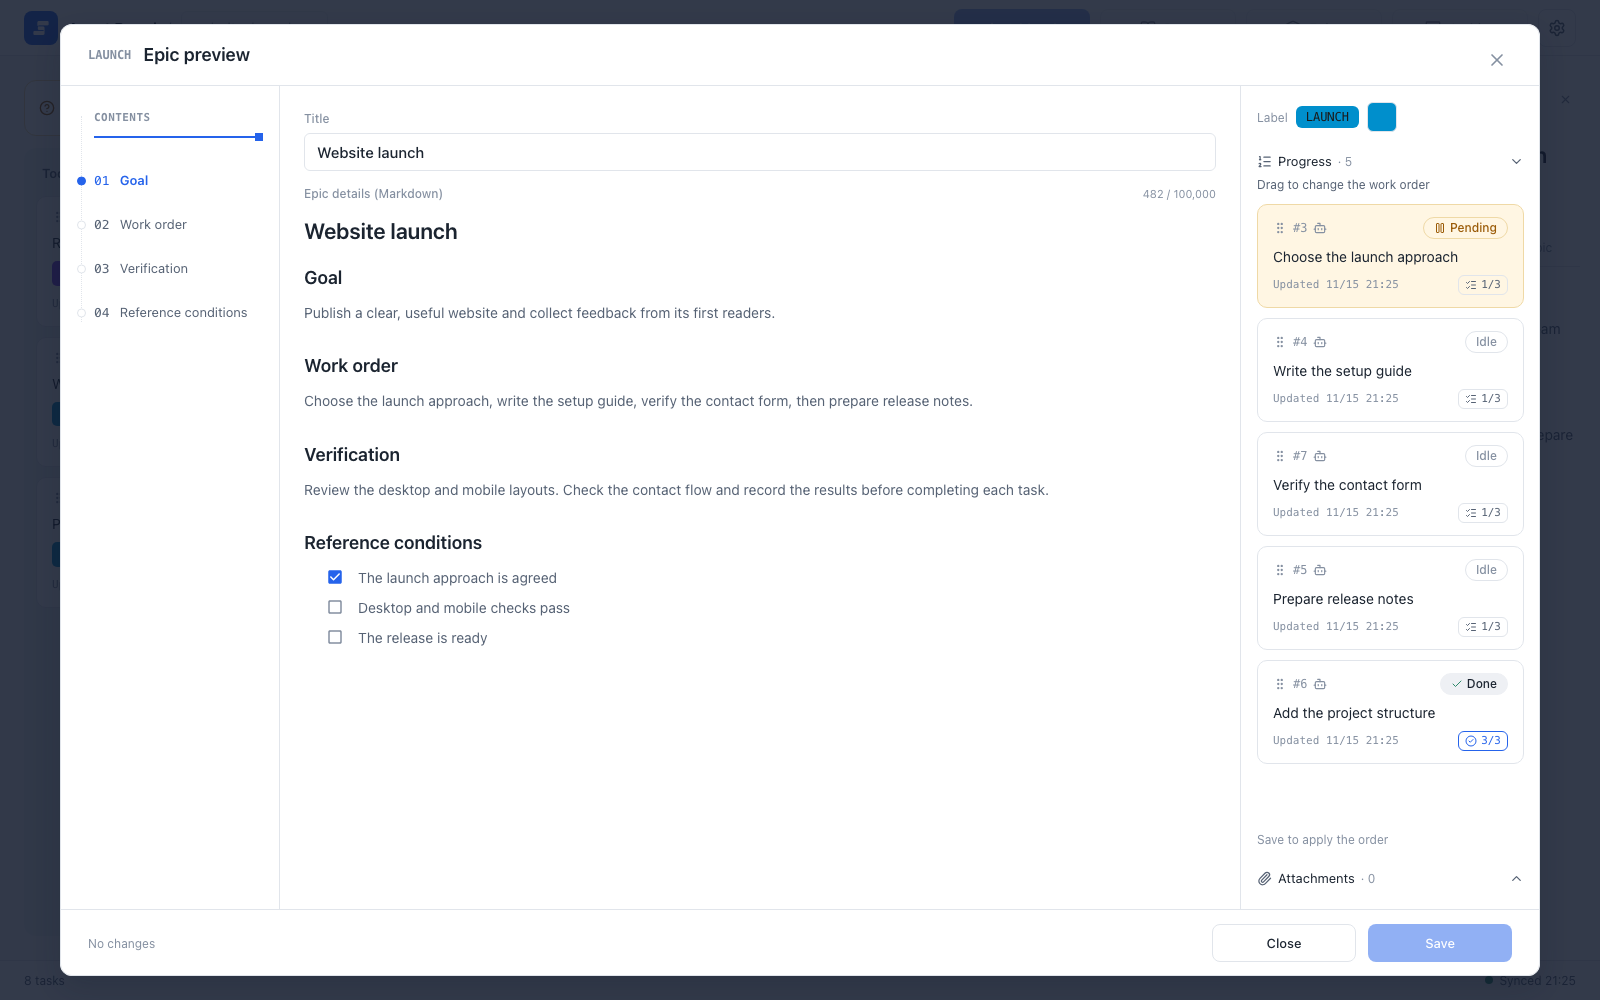 LAUNCH Epic preview
CONTENTS
01 Goal
02 Work order
03 Verification
04 Reference conditions
Title
Website launch
Epic details (Markdown)
482 / 100,000
Website launch
Goal
Publish a clear, useful website and collect feedback from its first readers.
Work order
Choose the launch approach, write the setup guide, verify the contact form, then prepare release notes.
Verification
Review the desktop and mobile layouts. Check the contact flow and record the results before completing each task.
Reference conditions
The launch approach is agreed
Desktop and mobile checks pass
The release is ready
Label LAUNCH
Progress · 5
Drag to change the work order
#3 Pending
Choose the launch approach
Updated 11/15 21:25 1/3
#4 Idle
Write the setup guide
Updated 11/15 21:25 1/3
#7 Idle
Verify the contact form
Updated 11/15 21:25 1/3
#5 Idle
Prepare release notes
Updated 11/15 21:25 1/3
#6 Done
Add the project structure
Updated 11/15 21:25 3/3
Save to apply the order
Attachments · 0
No changes
Close
Save
8 tasks
Synced 21:25